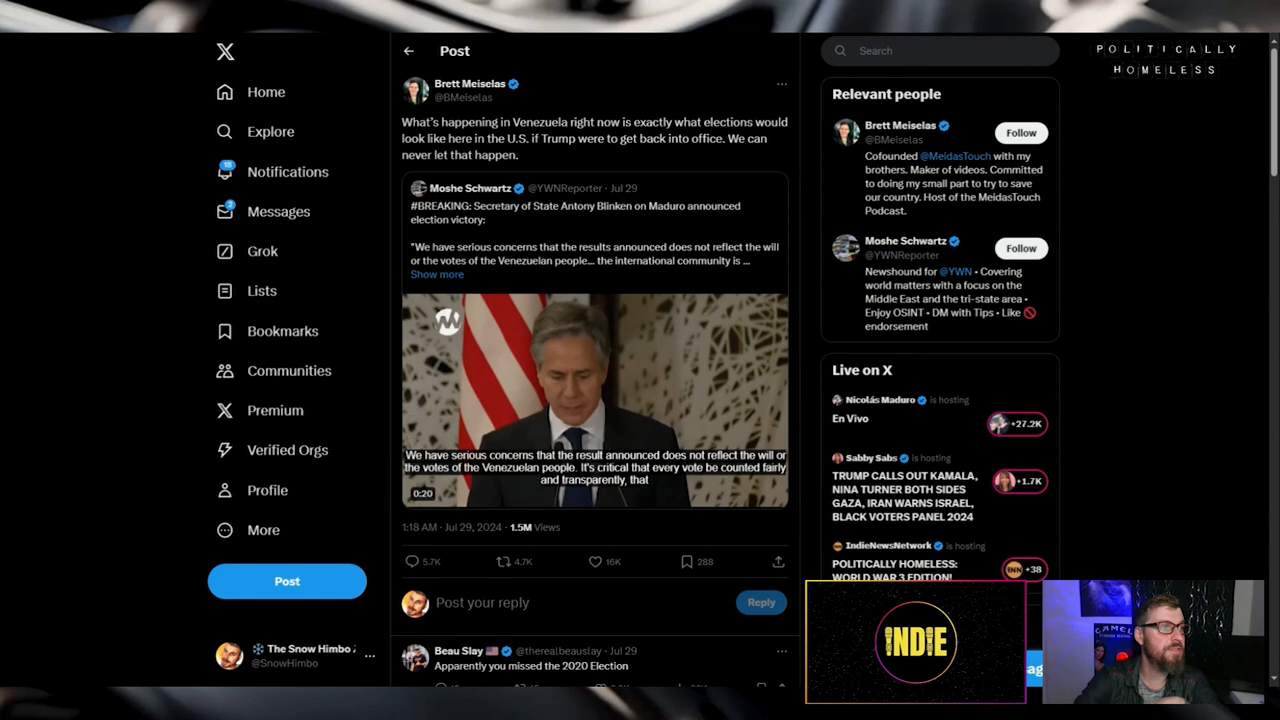 POLITICALLY
HOMELESS
Home
Explore
18
Notifications
2
Messages
Grok
Lists
Bookmarks
Communities
Premium
Verified Orgs
Profile
More
Post
The Snow Himbo
@SnowHimbo
Post
Brett Meiselas
@BMeiselas
What's happening in Venezuela right now is exactly what elections would
look like here in the U.S. if Trump were to get back into office. We can
never let that happen.
Moshe Schwartz @YWNReporter · Jul 29
#BREAKING: Secretary of State Antony Blinken on Maduro announced
election victory:
"We have serious concerns that the results announced does not reflect the will
or the votes of the Venezuelan people... the international community is ...
Show more
We have serious concerns that the result announced does not reflect the will or
the votes of the Venezuelan people. It's critical that every vote be counted fairly
and transparently, that
0:20
1:18 AM · Jul 29, 2024 · 1.5M Views
5.7K 4.7K 16K 288
Post your reply
Reply
Beau Slay @therealbeauslay · Jul 29
Apparently you missed the 2020 Election
Search
Relevant people
Brett Meiselas
@BMeiselas
Follow
Cofounded @MeidasTouch with my
brothers. Maker of videos. Committed
to doing my small part to try to save
our country. Host of the MeidasTouch
Podcast.
Moshe Schwartz
@YWNReporter
Follow
Newshound for @YWN • Covering
world matters with a focus on the
Middle East and the tri-state area •
Enjoy OSINT • DM with Tips • Like 🚫
endorsement
Live on X
Nicolás Maduro is hosting
En Vivo
+27.2K
Sabby Sabs is hosting
TRUMP CALLS OUT KAMALA,
NINA TURNER BOTH SIDES
GAZA, IRAN WARNS ISRAEL,
BLACK VOTERS PANEL 2024
+1.7K
IndieNewsNetwork is hosting
POLITICALLY HOMELESS:
WORLD WAR 3 EDITION!
INN +38
INDIE
CAMEL